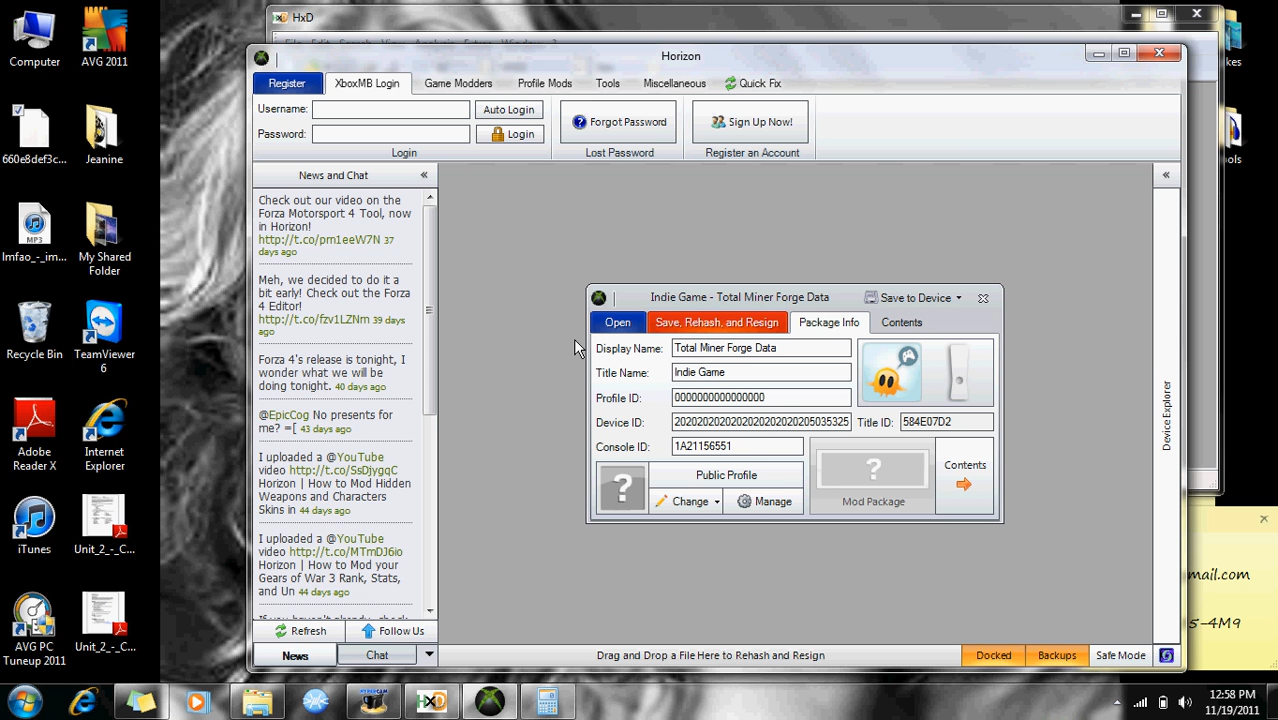 Computer
AVG 2011
660e8def3c...
Jeanine
lmfao_-_im...
My Shared
Folder
Recycle Bin
TeamViewer
6
Adobe
Reader X
Internet
Explorer
iTunes
Unit_2_-_C...
AVG PC
Tuneup 2011
Unit_2_-_C...
HxD
Horizon
Register
XboxMB Login
Game Modders
Profile Mods
Tools
Miscellaneous
Quick Fix
Username:
Auto Login
Password:
Login
Login
Forgot Password
Lost Password
Sign Up Now!
Register an Account
News and Chat
Check out our video on the
Forza Motorsport 4 Tool, now
in Horizon!
http://t.co/pm1eeW7N 37
days ago
Meh, we decided to do it a
bit early! Check out the Forza
4 Editor!
http://t.co/fzv1LZNm 39 days
ago
Forza 4's release is tonight, I
wonder what we will be
doing tonight. 40 days ago
@EpicCog No presents for
me? =[ 43 days ago
I uploaded a @YouTube
video http://t.co/SsDjygqC
Horizon | How to Mod Hidden
Weapons and Characters
Skins in 44 days ago
I uploaded a @YouTube
video http://t.co/MTmDJ6io
Horizon | How to Mod your
Gears of War 3 Rank, Stats,
and Un 44 days ago
Refresh
Follow Us
News
Chat
Indie Game - Total Miner Forge Data
Save to Device
Open
Save, Rehash, and Resign
Package Info
Contents
Display Name:
Total Miner Forge Data
Title Name:
Indie Game
Profile ID:
0000000000000000
Device ID:
2020202020202020202020205035325
Title ID:
584E07D2
Console ID:
1A21156551
Public Profile
Change
Manage
?
?
Mod Package
Contents
Device Explorer
Drag and Drop a File Here to Rehash and Resign
Docked
Backups
Safe Mode
kes
ols
mail.com
5-4M9
12:58 PM
11/19/2011